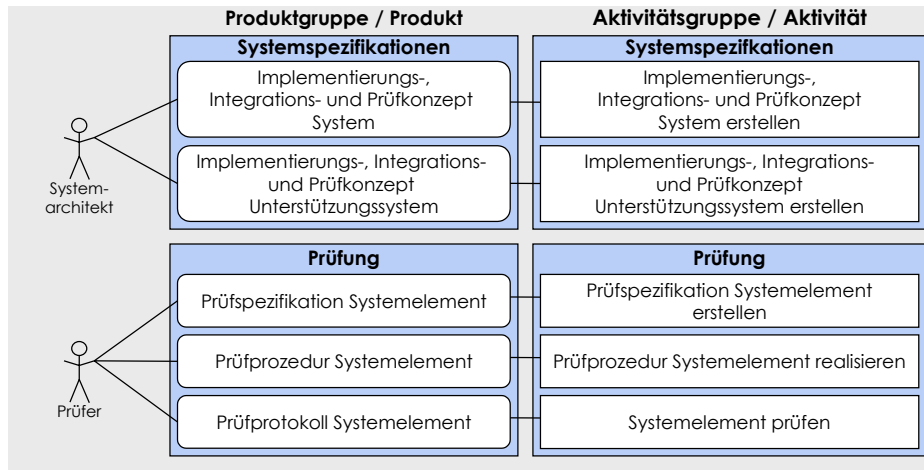 Produktgruppe / Produkt
Aktivitätsgruppe / Aktivität
Systemspezifikationen
Implementierungs-,
Integrations- und Prüfkonzept
System
Implementierungs-, Integrations-
und Prüfkonzept
Unterstützungssystem
Systemspezifkationen
Implementierungs-,
Integrations- und Prüfkonzept
System erstellen
Implementierungs-, Integrations-
und Prüfkonzept
Unterstützungssystem erstellen
System-
architekt
Prüfung
Prüfspezifikation Systemelement
Prüfprozedur Systemelement
Prüfprotokoll Systemelement
Prüfung
Prüfspezifikation Systemelement
erstellen
Prüfprozedur Systemelement realisieren
Systemelement prüfen
Prüfer